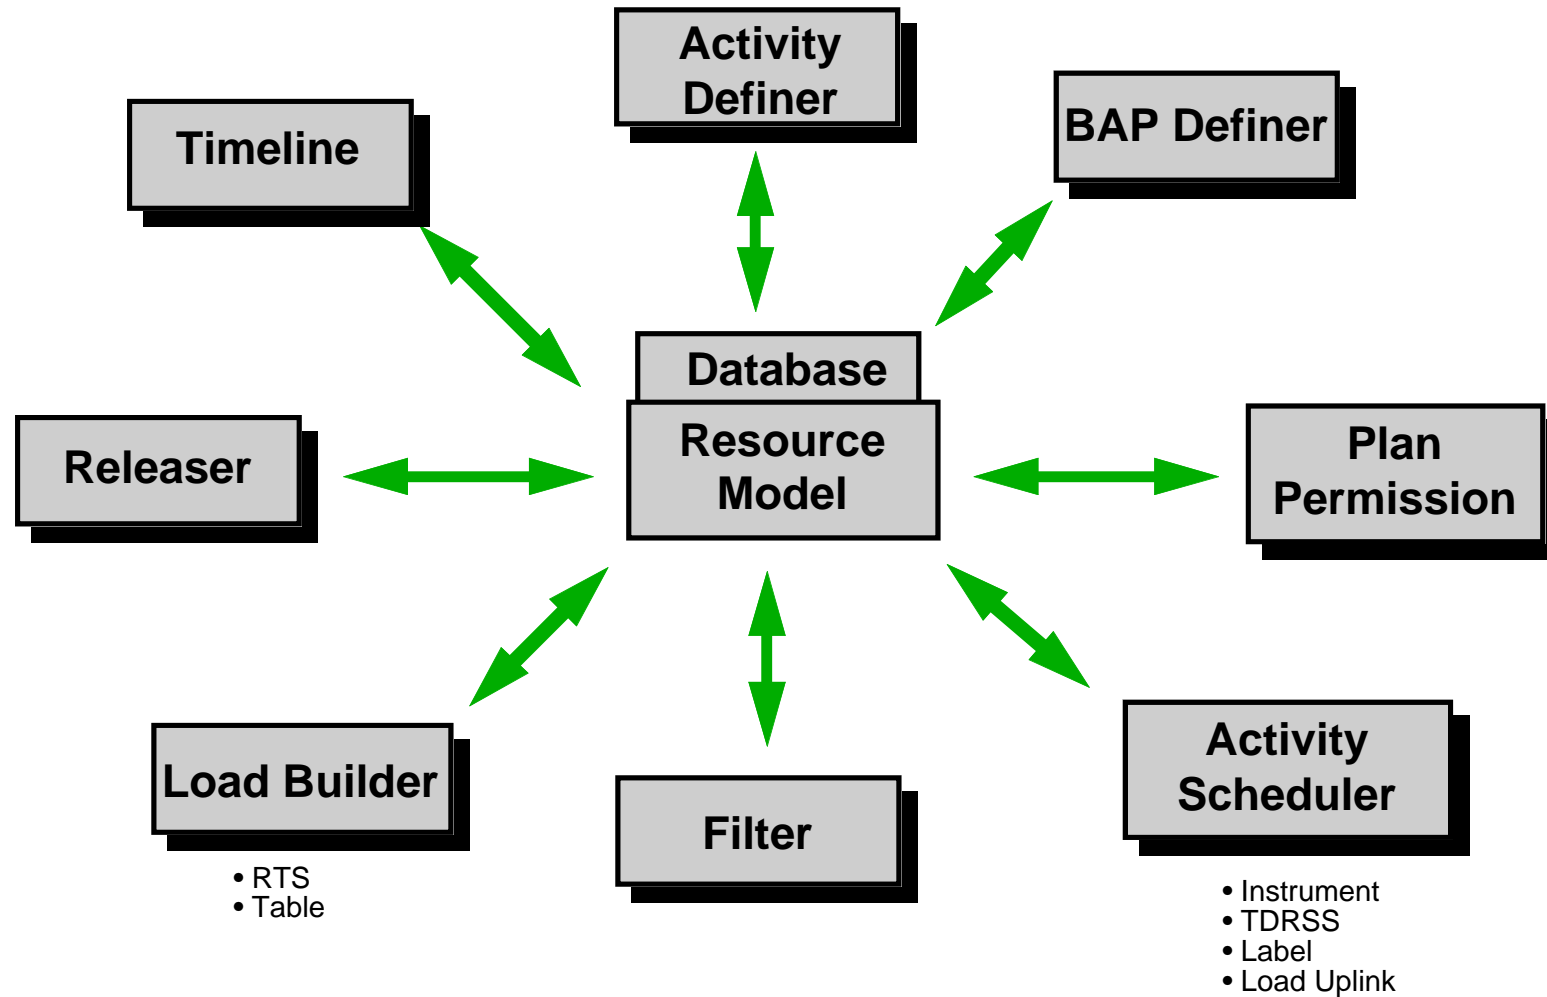 Activity
Definer
BAP Definer
Timeline
Database
Resource
Model
Releaser
Plan
Permission
Load Builder
• RTS
• Table
Filter
Activity
Scheduler
• Instrument
• TDRSS
• Label
• Load Uplink